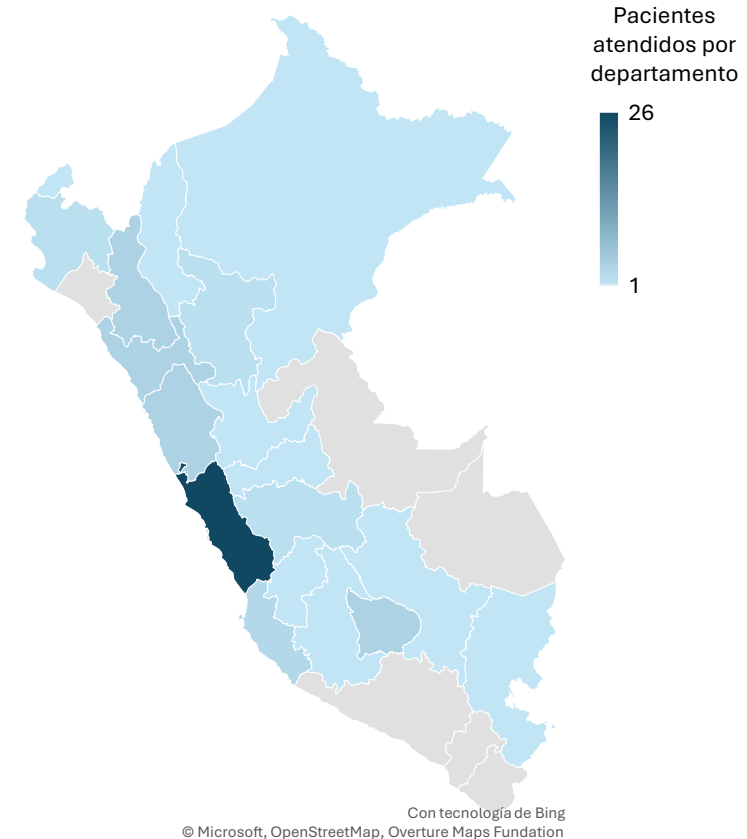 Pacientes
atendidos por
departamento
26
1
Con tecnología de Bing
© Microsoft, OpenStreetMap, Overture Maps Fundation